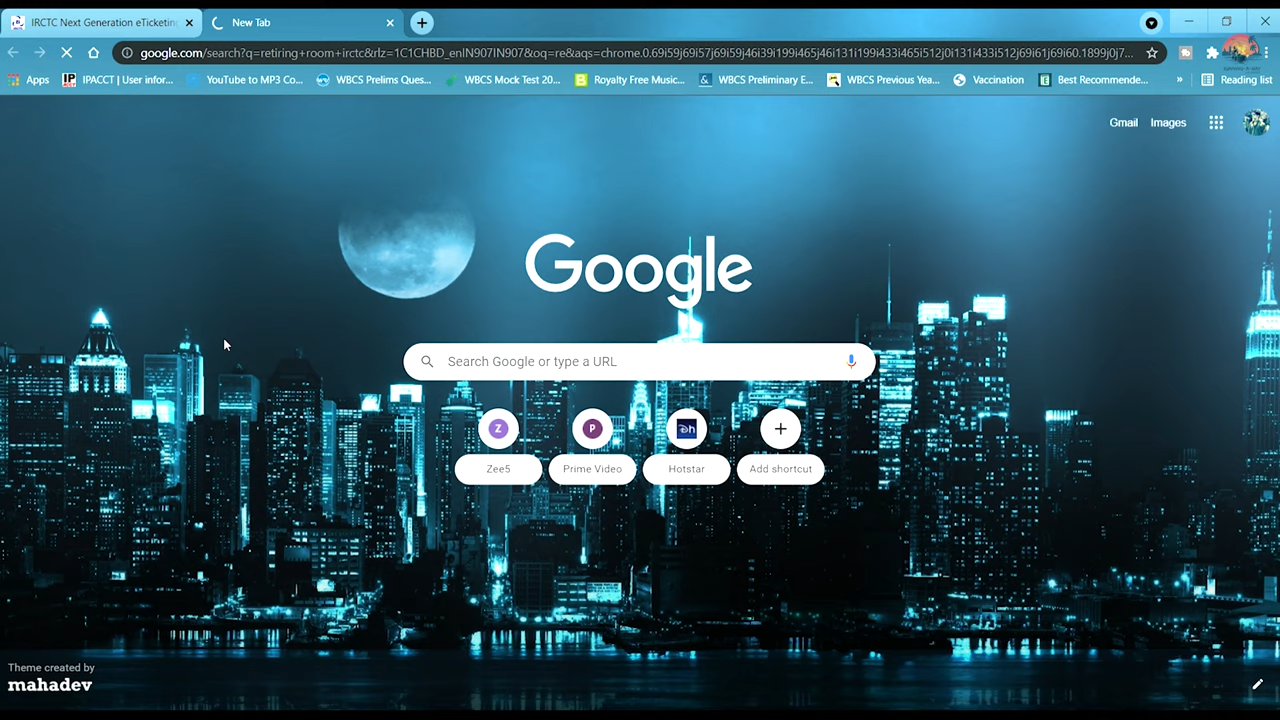 IRCTC Next Generation eTicketing
New Tab
google.com/search?q=retiring+room+irctc&rlz=1C1CHBD_enIN907IN907&oq=re&aqs=chrome.0.69i59j69i57j69i59j46i39j199i465j46i131i199i433i465i512j0i131i433i512j69i61j69i60.1899j0j7...
Apps
IPACCT | User infor...
YouTube to MP3 Co...
WBCS Prelims Ques...
WBCS Mock Test 20...
Royalty Free Music...
WBCS Preliminary E...
WBCS Previous Yea...
Vaccination
Best Recommende...
»
Reading list
Gmail
Images
Google
Search Google or type a URL
Z
P
Zee5
Prime Video
Hotstar
Add shortcut
Theme created by
mahadev